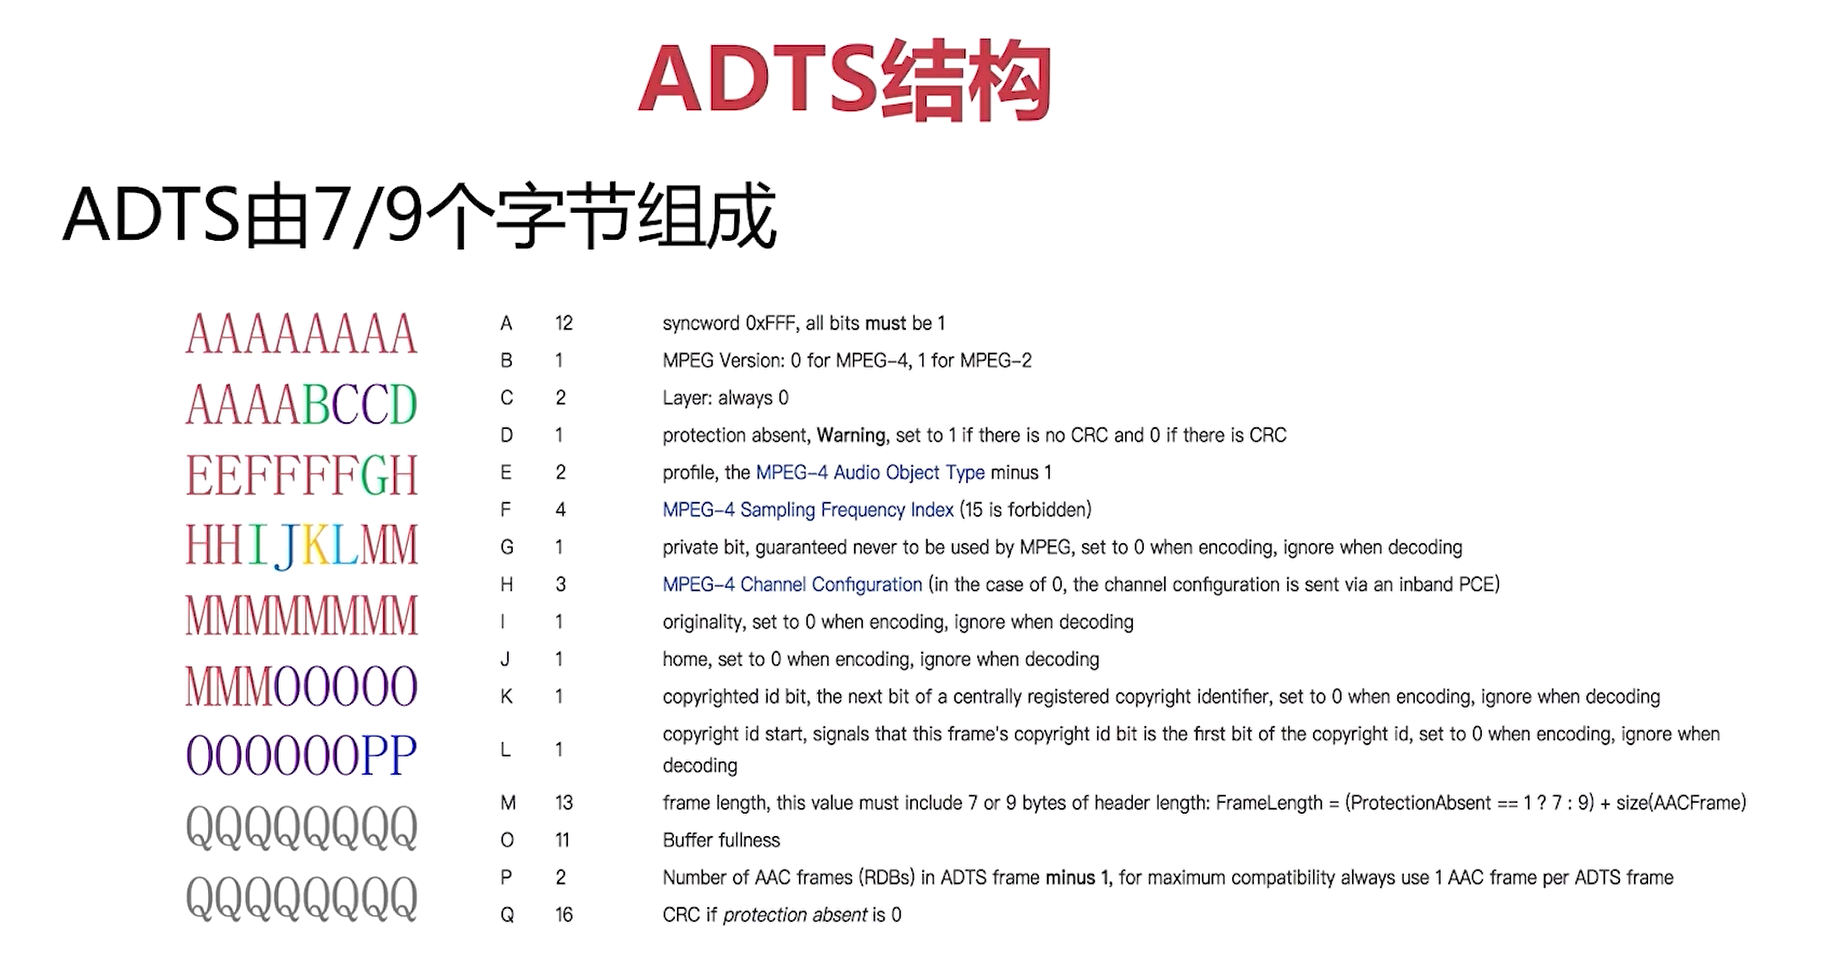 ADTS结构
ADTS由7/9个字节组成
AAAAAAAA
AAAABCCD
EEFFFFGH
HHIJKLMM
MMMMMMMM
MMMOOOOO
OOOOOOPP
QQQQQQQQ
QQQQQQQQ
A 12 syncword 0xFFF, all bits must be 1
B 1 MPEG Version: 0 for MPEG-4, 1 for MPEG-2
C 2 Layer: always 0
D 1 protection absent, Warning, set to 1 if there is no CRC and 0 if there is CRC
E 2 profile, the MPEG-4 Audio Object Type minus 1
F 4 MPEG-4 Sampling Frequency Index (15 is forbidden)
G 1 private bit, guaranteed never to be used by MPEG, set to 0 when encoding, ignore when decoding
H 3 MPEG-4 Channel Configuration (in the case of 0, the channel configuration is sent via an inband PCE)
I 1 originality, set to 0 when encoding, ignore when decoding
J 1 home, set to 0 when encoding, ignore when decoding
K 1 copyrighted id bit, the next bit of a centrally registered copyright identifier, set to 0 when encoding, ignore when decoding
L 1 copyright id start, signals that this frame's copyright id bit is the first bit of the copyright id, set to 0 when encoding, ignore when
decoding
M 13 frame length, this value must include 7 or 9 bytes of header length: FrameLength = (ProtectionAbsent == 1 ? 7 : 9) + size(AACFrame)
O 11 Buffer fullness
P 2 Number of AAC frames (RDBs) in ADTS frame minus 1, for maximum compatibility always use 1 AAC frame per ADTS frame
Q 16 CRC if protection absent is 0